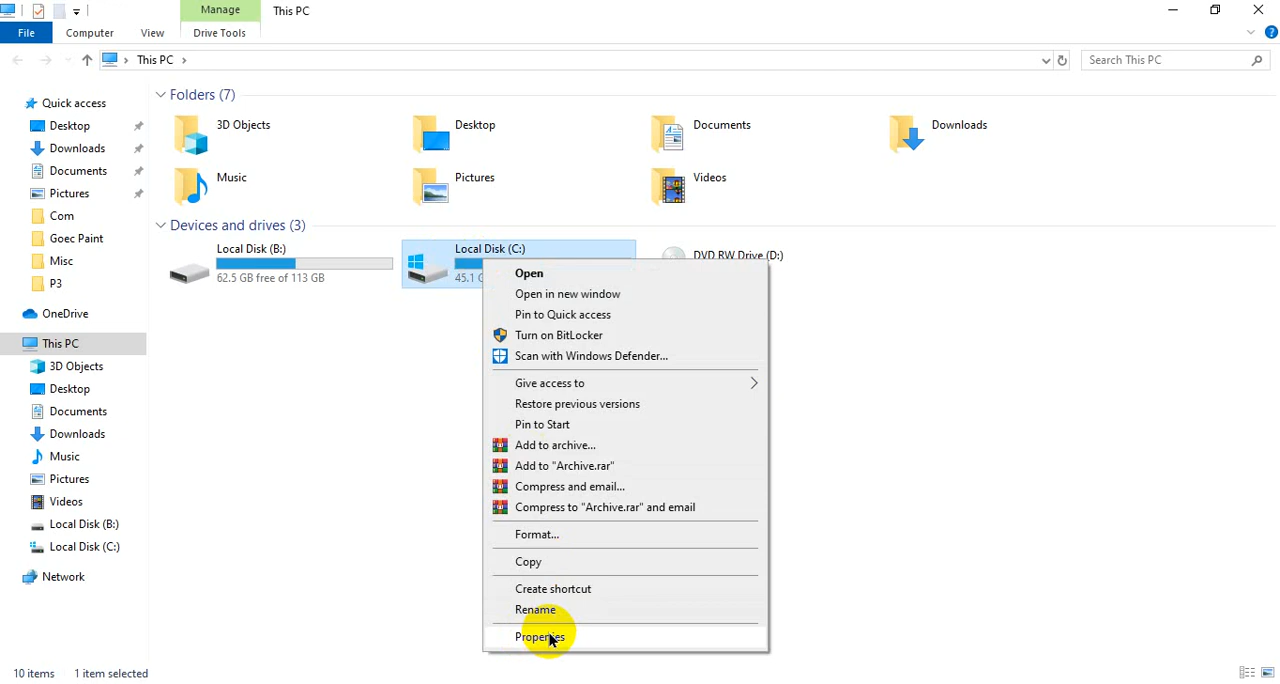 Manage
This PC
File
Computer
View
Drive Tools
This PC
Search This PC
Quick access
Desktop
Downloads
Documents
Pictures
Com
Goec Paint
Misc
P3
OneDrive
This PC
3D Objects
Desktop
Documents
Downloads
Music
Pictures
Videos
Local Disk (B:)
Local Disk (C:)
Network
Folders (7)
3D Objects
Desktop
Documents
Downloads
Music
Pictures
Videos
Devices and drives (3)
Local Disk (B:)
62.5 GB free of 113 GB
Local Disk (C:)
45.1
DVD RW Drive (D:)
Open
Open in new window
Pin to Quick access
Turn on BitLocker
Scan with Windows Defender...
Give access to
Restore previous versions
Pin to Start
Add to archive...
Add to "Archive.rar"
Compress and email...
Compress to "Archive.rar" and email
Format...
Copy
Create shortcut
Rename
Properties
10 items
1 item selected